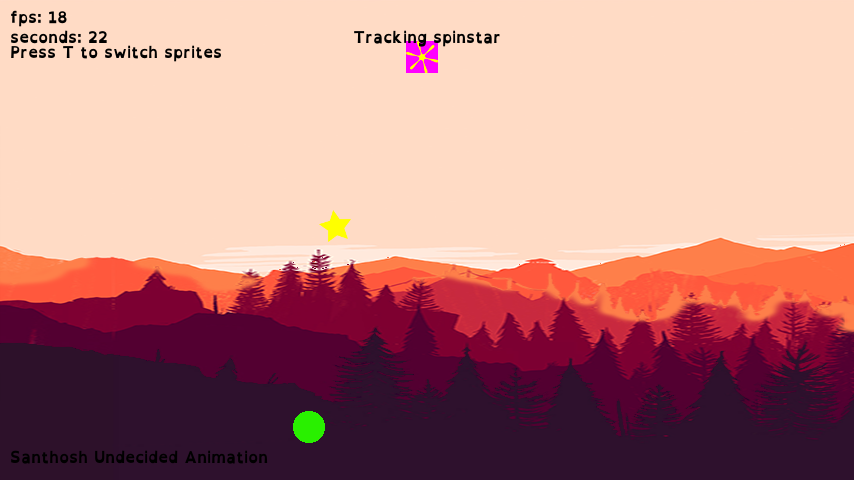 fps: 18
seconds: 22
Press T to switch sprites
Tracking spinstar
Santhosh Undecided Animation